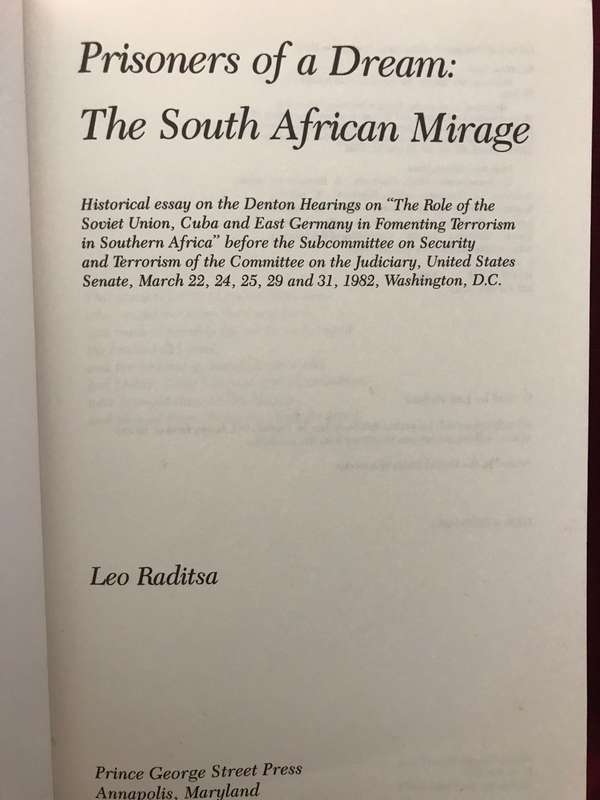 Prisoners of a Dream:
The South African Mirage
Historical essay on the Denton Hearings on "The Role of the
Soviet Union, Cuba and East Germany in Fomenting Terrorism
in Southern Africa" before the Subcommittee on Security
and Terrorism of the Committee on the Judiciary, United States
Senate, March 22, 24, 25, 29 and 31, 1982, Washington, D.C.
Leo Raditsa
Prince George Street Press
Annapolis, Maryland